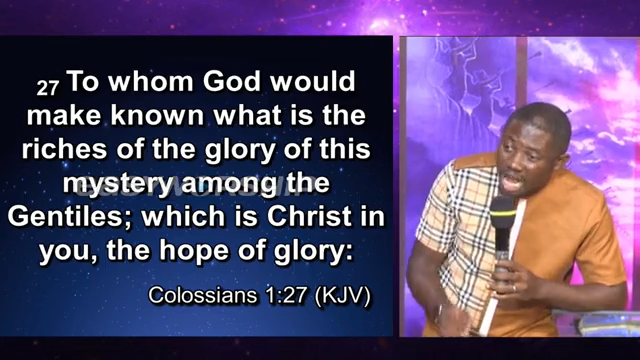 27 To whom God would
make known what is the
riches of the glory of this
mystery among the
Gentiles; which is Christ in
you, the hope of glory:
Colossians 1:27 (KJV)